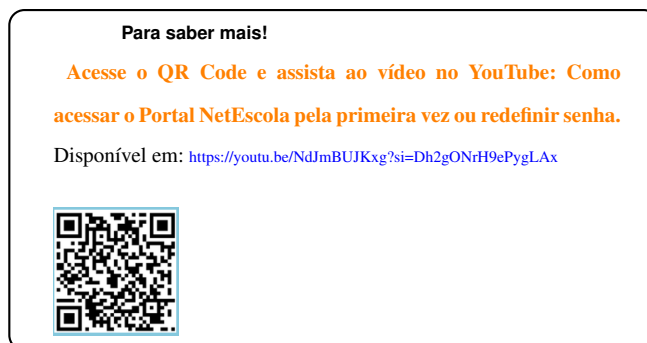 Para saber mais!
Acesse o QR Code e assista ao vídeo no YouTube: Como
acessar o Portal NetEscola pela primeira vez ou redefinir senha.
Disponível em: https://youtu.be/NdJmBUJKxg?si=Dh2gONrH9ePygLAx